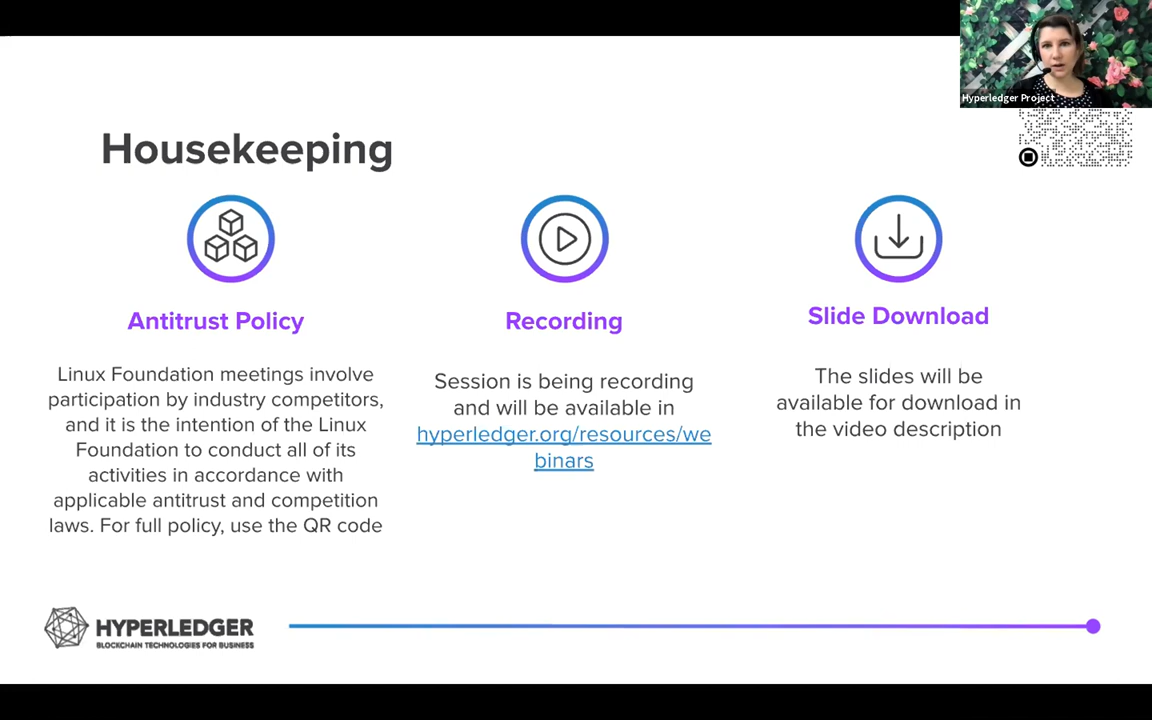 Hyperledger Project
Housekeeping
Antitrust Policy
Linux Foundation meetings involve
participation by industry competitors,
and it is the intention of the Linux
Foundation to conduct all of its
activities in accordance with
applicable antitrust and competition
laws. For full policy, use the QR code
Recording
Session is being recording
and will be available in
hyperledger.org/resources/we
binars
Slide Download
The slides will be
available for download in
the video description
HYPERLEDGER
BLOCKCHAIN TECHNOLOGIES FOR BUSINESS